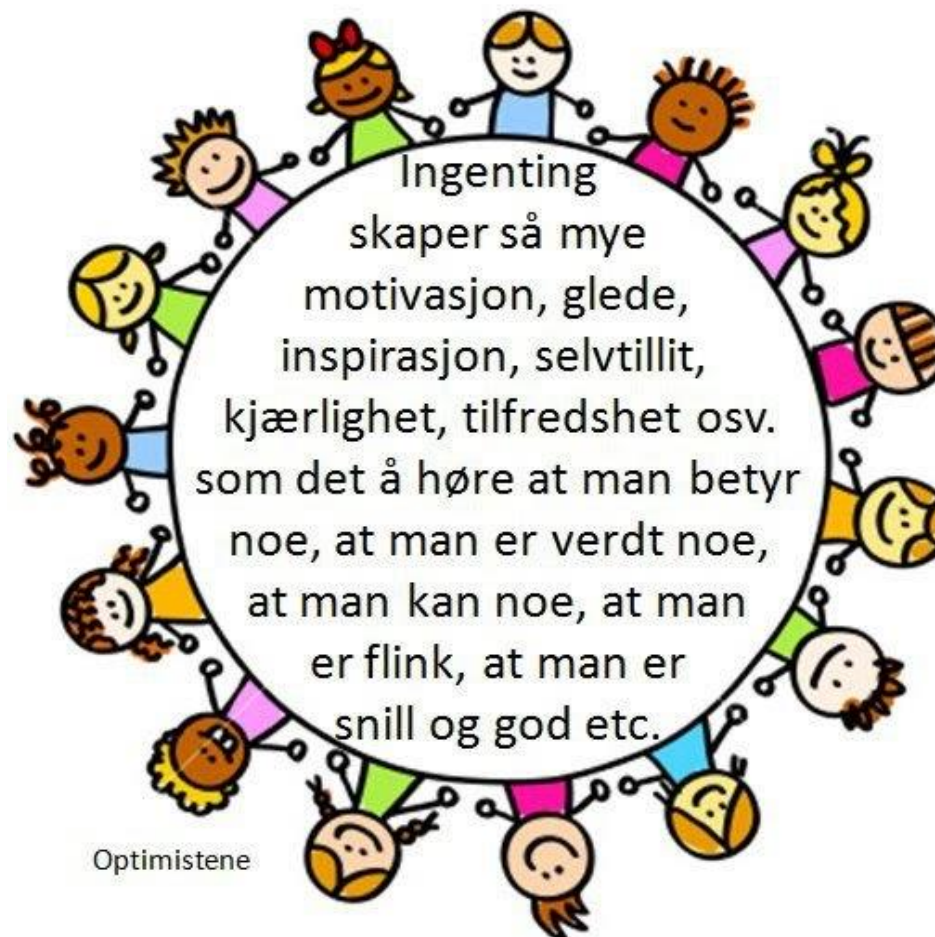 Ingenting
skaper så mye
motivasjon, glede,
inspirasjon, selvtillit,
kjærlighet, tilfredshet osv.
som det å høre at man betyr
noe, at man er verdt noe,
at man kan noe, at man
er flink, at man er
snill og god etc.
Optimistene